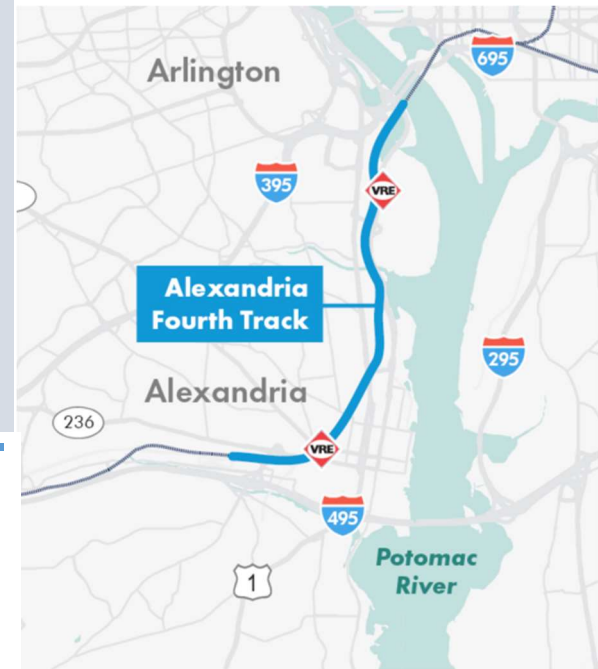 695
Arlington
395
VRE
Alexandria
Fourth Track
295
Alexandria
236
VRE
495
Potomac
River
1